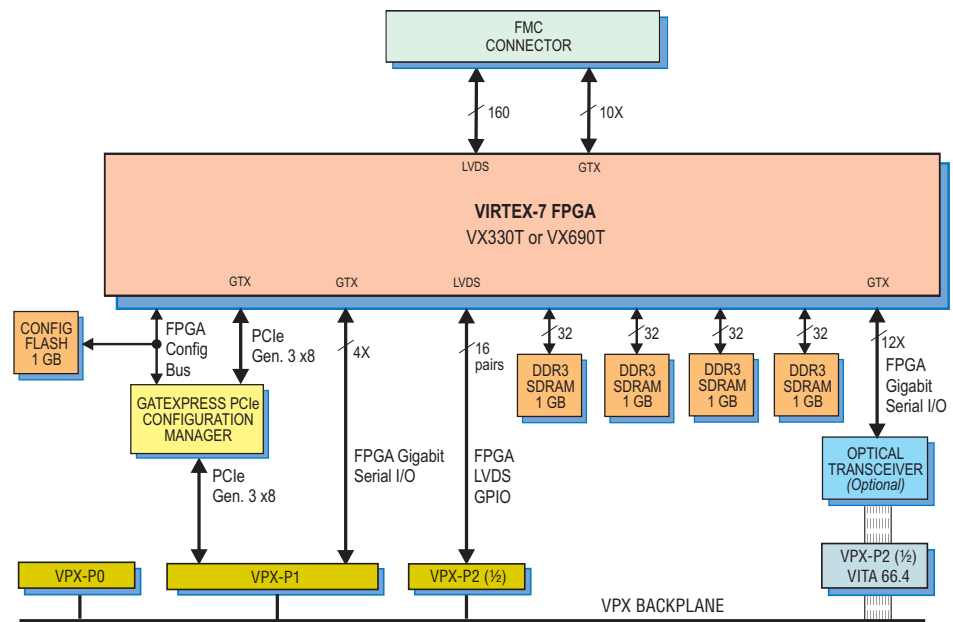 FMC
CONNECTOR
160
10X
LVDS
GTX
VIRTEX-7 FPGA
VX330T or VX690T
GTX
GTX
LVDS
GTX
CONFIG
FLASH
1 GB
FPGA
Config
Bus
PCIe
Gen. 3 x8
4X
16
pairs
32
32
32
32
12X
FPGA
Gigabit
Serial I/O
DDR3
SDRAM
1 GB
DDR3
SDRAM
1 GB
DDR3
SDRAM
1 GB
DDR3
SDRAM
1 GB
GATEXPRESS PCIe
CONFIGURATION
MANAGER
PCIe
Gen. 3 x8
FPGA Gigabit
Serial I/O
FPGA
LVDS
GPIO
OPTICAL
TRANSCEIVER
(Optional)
VPX-P0
VPX-P1
VPX-P2 (½)
VPX-P2 (½)
VITA 66.4
VPX BACKPLANE